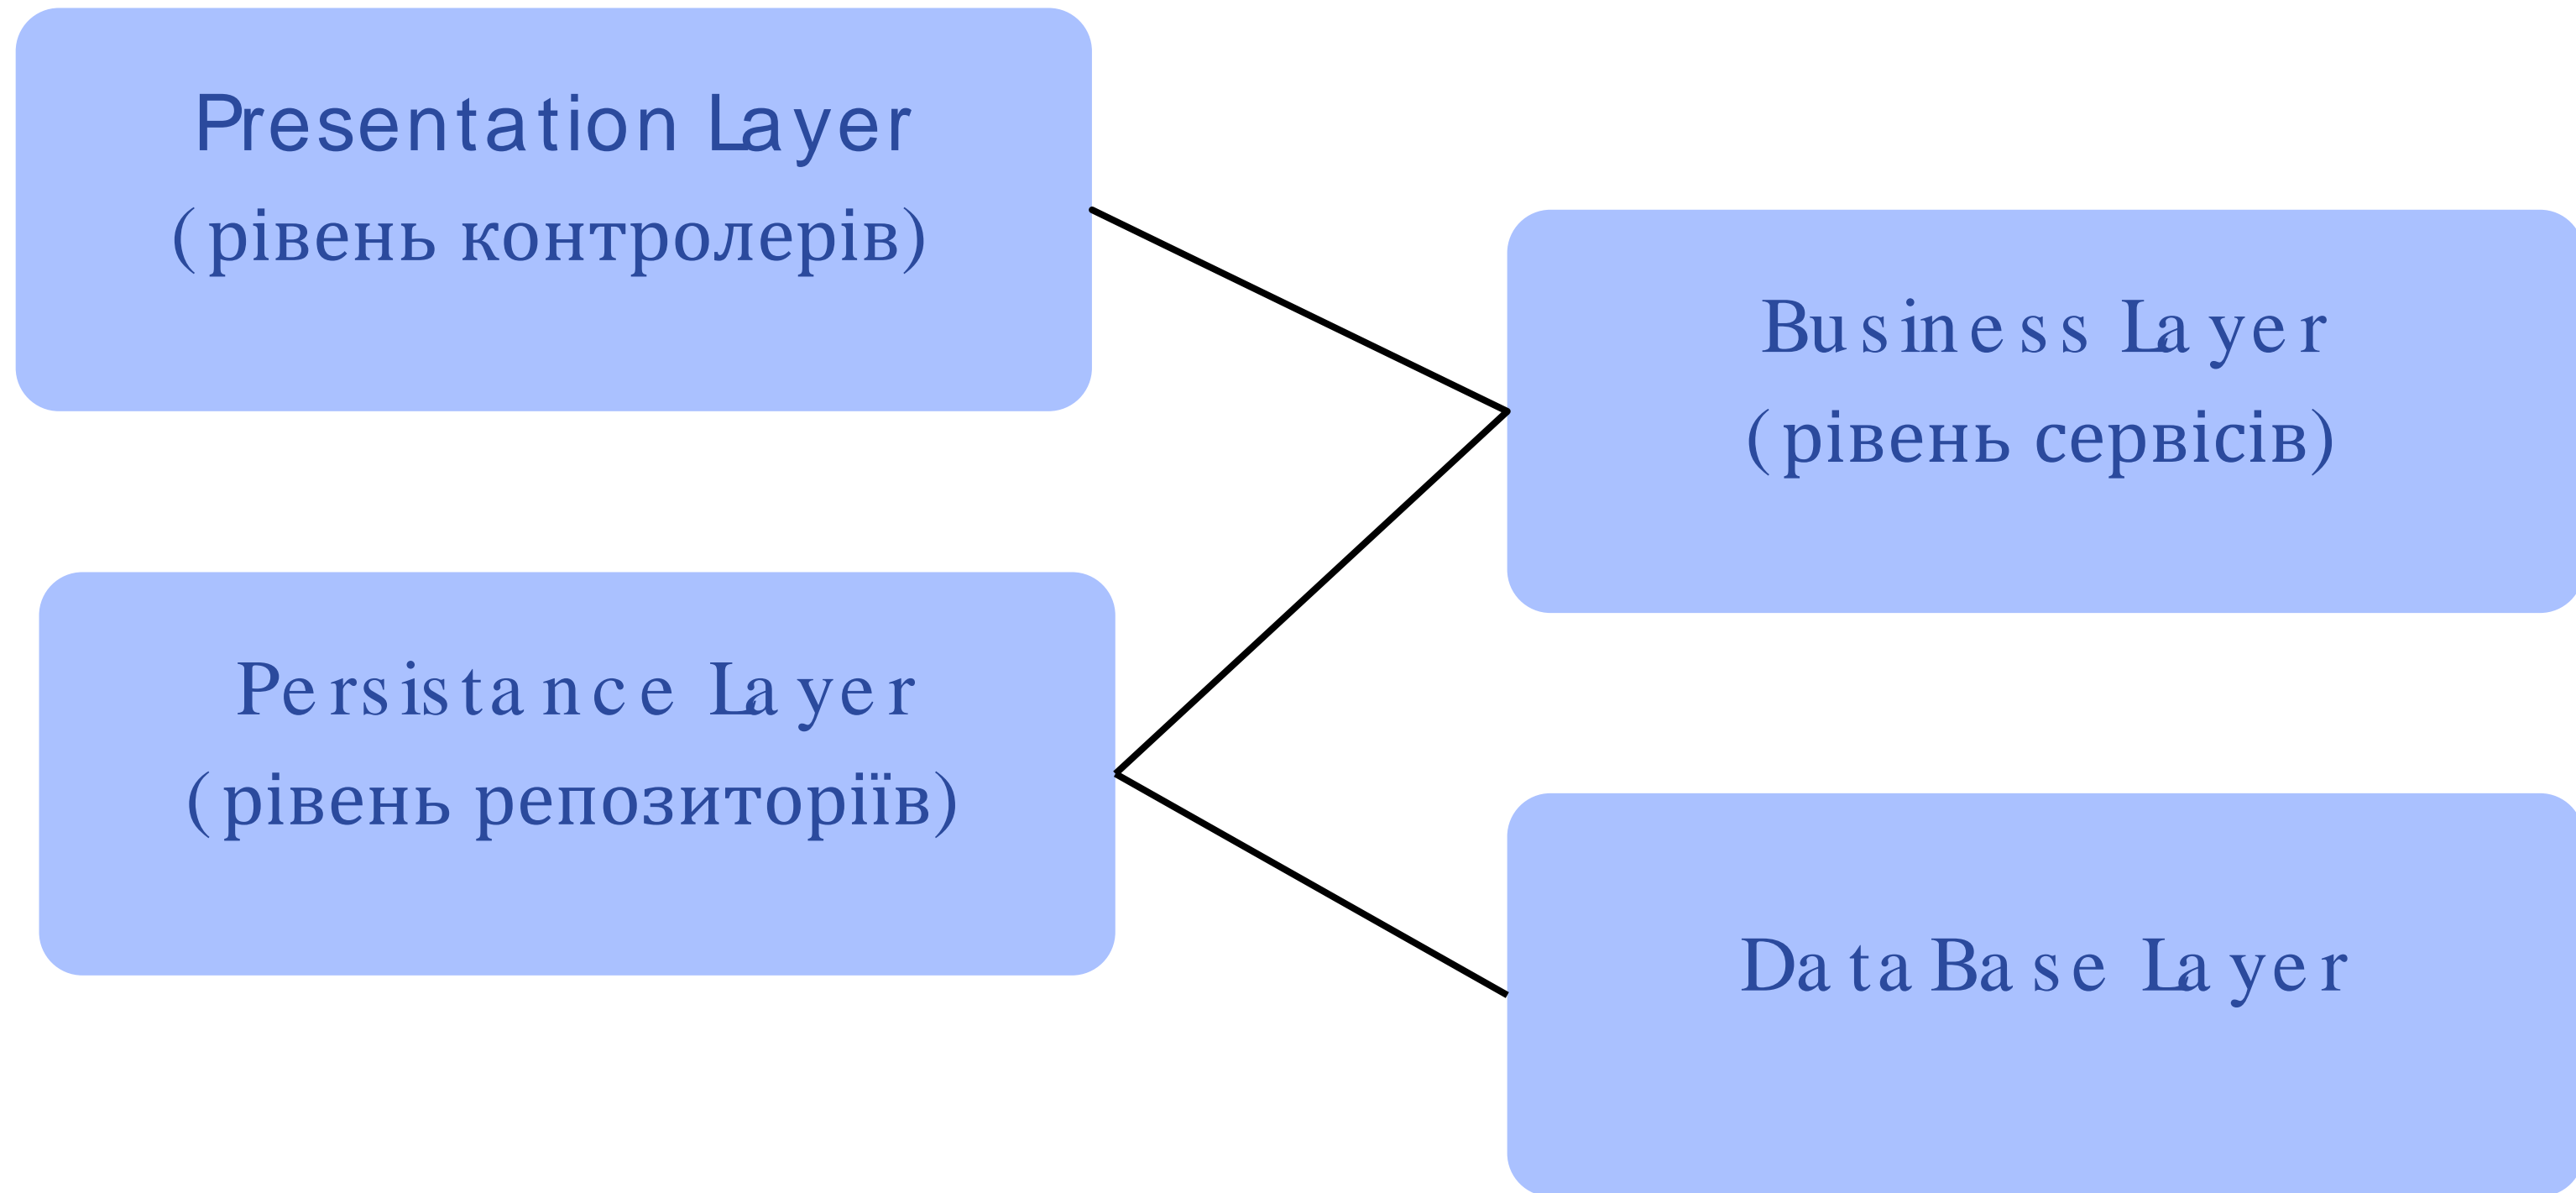 Presentation Layer
(рівень контролерів)
Business Layer
(рівень сервісів)
Persistance Layer
(рівень репозиторіїв)
DataBase Layer